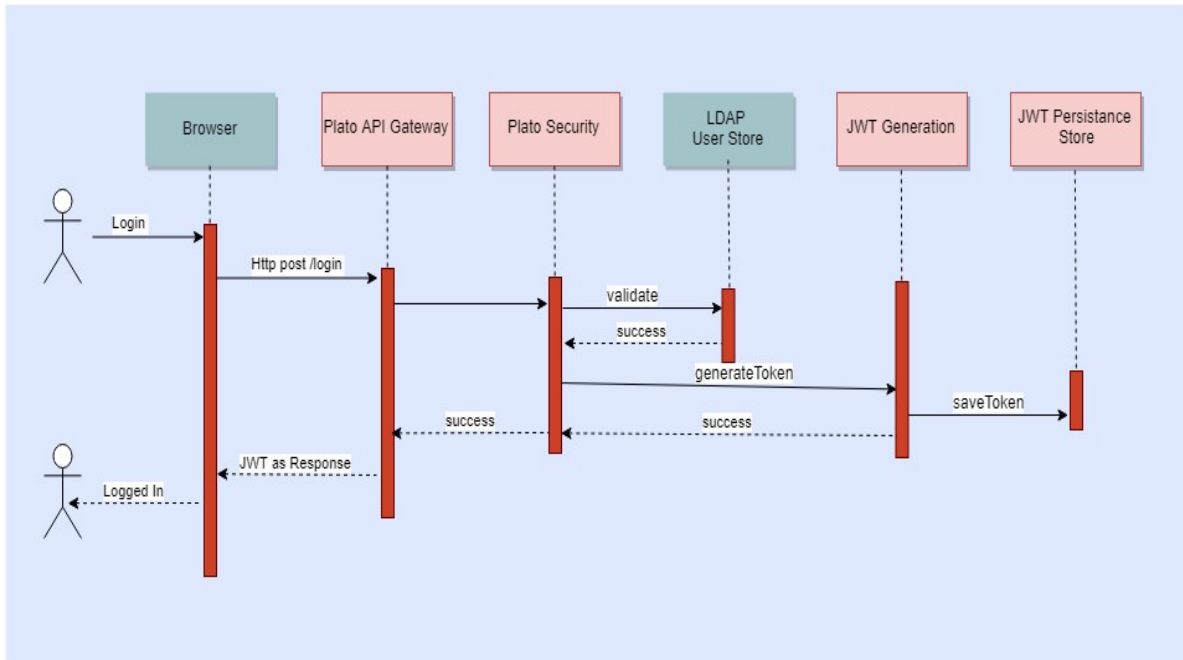 Browser
Plato API Gateway
Plato Security
LDAP
User Store
JWT Generation
JWT Persistance
Store
Login
Http post /login
validate
success
generateToken
saveToken
success
success
JWT as Response
Logged In